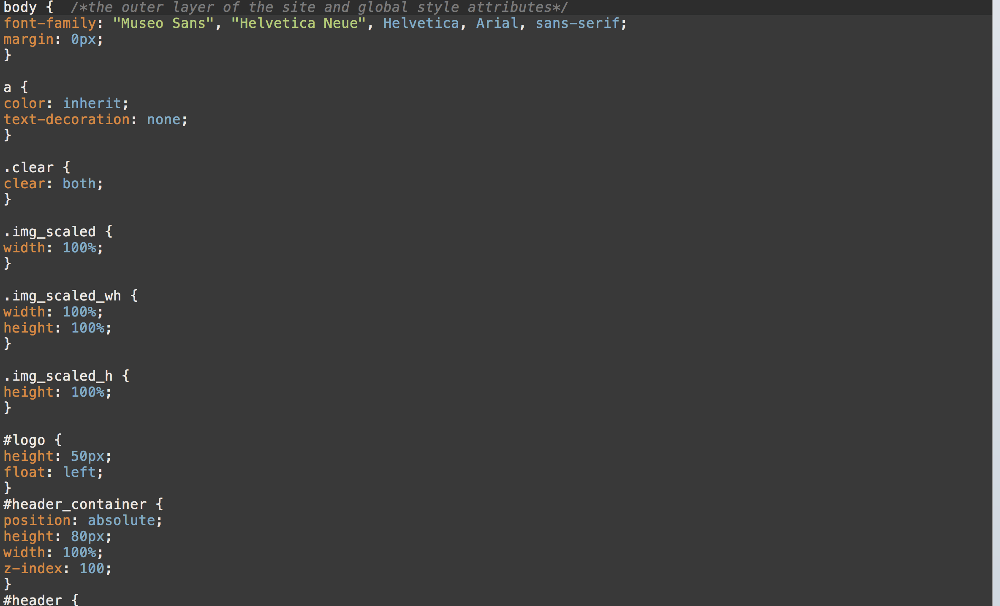 body {  /*the outer layer of the site and global style attributes*/
font-family: "Museo Sans", "Helvetica Neue", Helvetica, Arial, sans-serif;
margin: 0px;
}

a {
color: inherit;
text-decoration: none;
}

.clear {
clear: both;
}

.img_scaled {
width: 100%;
}

.img_scaled_wh {
width: 100%;
height: 100%;
}

.img_scaled_h {
height: 100%;
}

#logo {
height: 50px;
float: left;
}
#header_container {
position: absolute;
height: 80px;
width: 100%;
z-index: 100;
}
#header {